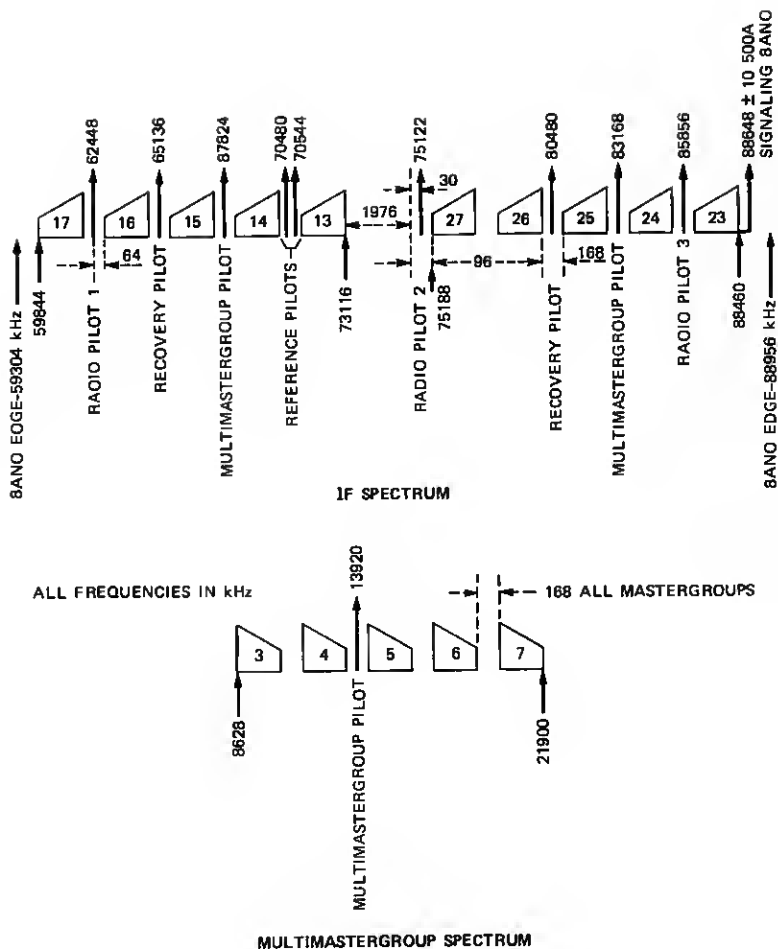 BAND EDGE-59304 kHz
59844
17
RADIO PILOT 1
62448
64
16
RECOVERY PILOT
65136
15
MULTIMASTERGROUP PILOT
87824
14
REFERENCE PILOTS
70480
70544
13
73116
1976
RADIO PILOT 2
75122
30
75188
27
96
26
RECOVERY PILOT
80480
168
25
MULTIMASTERGROUP PILOT
83168
24
RADIO PILOT 3
85856
23
88460
88648 ± 10 500A
SIGNALING 8ANO
8ANO EDGE-88956 kHz
IF SPECTRUM
ALL FREQUENCIES IN kHz
168 ALL MASTERGROUPS
8628
3
4
MULTIMASTERGROUP PILOT
13920
5
6
7
21900
MULTIMASTERGROUP SPECTRUM